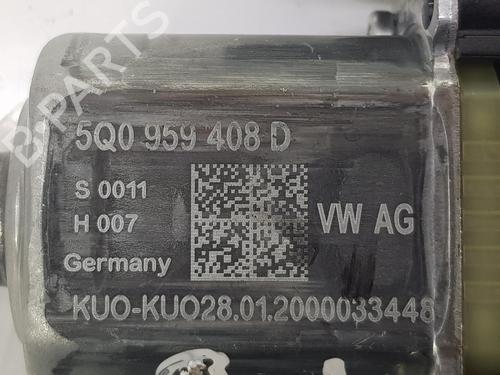 B-PARTS
5Q0 959 408 D
S 0011
H 007
VW AG
Germany
KUO-KUO28.01.2000033448